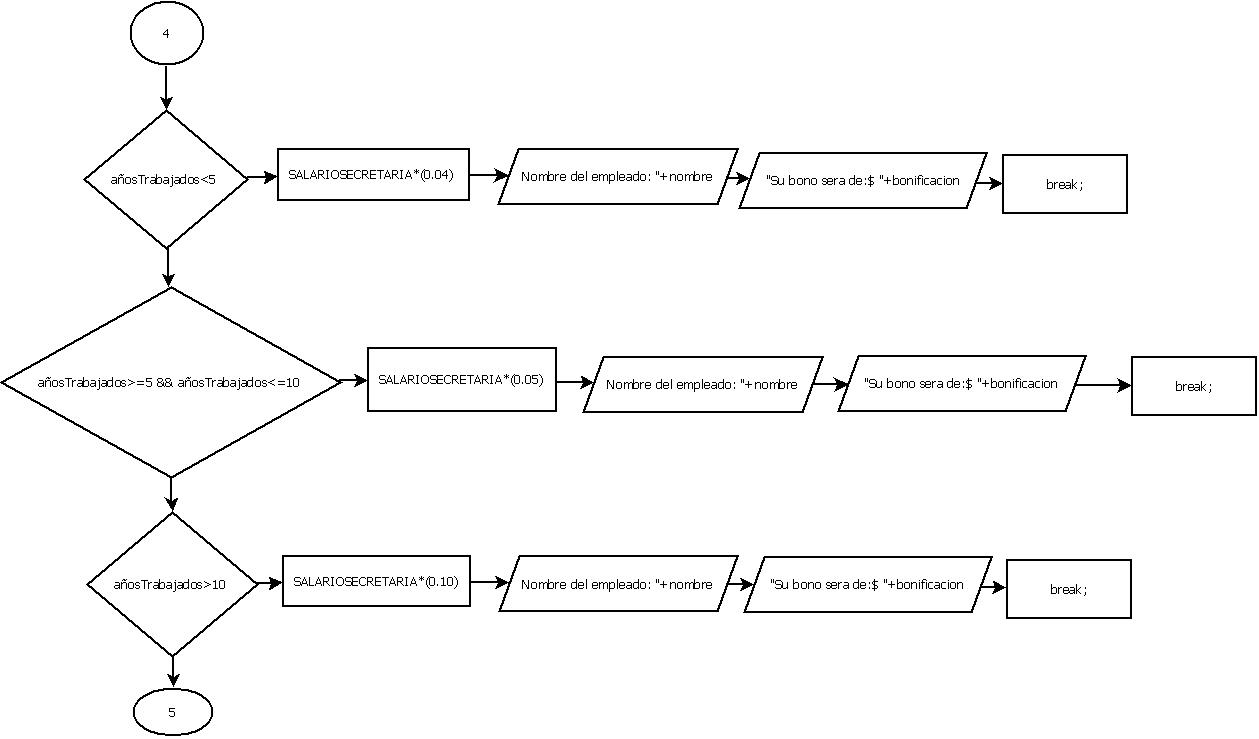 4
añosTrabajados<5
SALARIOSECRETARIA*(0.04)
Nombre del empleado: "+nombre
"Su bono sera de:$ "+bonificacion
break;
añosTrabajados>=5 && añosTrabajados<=10
SALARIOSECRETARIA*(0.05)
Nombre del empleado: "+nombre
"Su bono sera de:$ "+bonificacion
break;
añosTrabajados>10
SALARIOSECRETARIA*(0.10)
Nombre del empleado: "+nombre
"Su bono sera de:$ "+bonificacion
break;
5